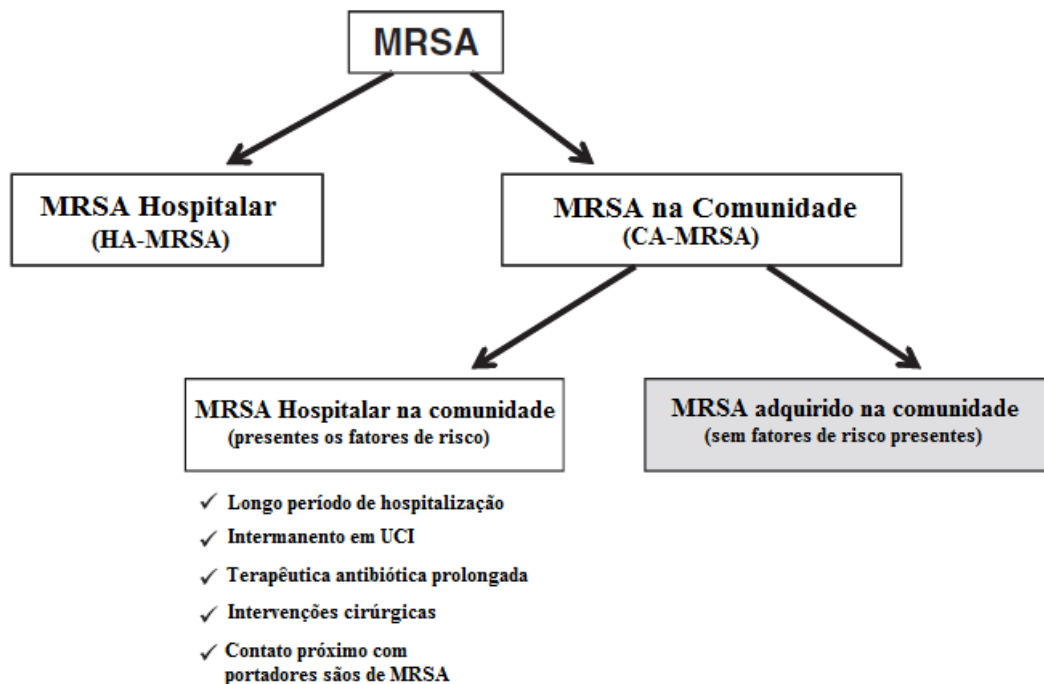 MRSA
MRSA Hospitalar
(HA-MRSA)
MRSA na Comunidade
(CA-MRSA)
MRSA Hospitalar na comunidade
(presentes os fatores de risco)
MRSA adquirido na comunidade
(sem fatores de risco presentes)
✓ Longo período de hospitalização
✓ Intermanento em UCI
✓ Terapêutica antibiótica prolongada
✓ Intervenções cirúrgicas
✓ Contato próximo com
portadores sãos de MRSA